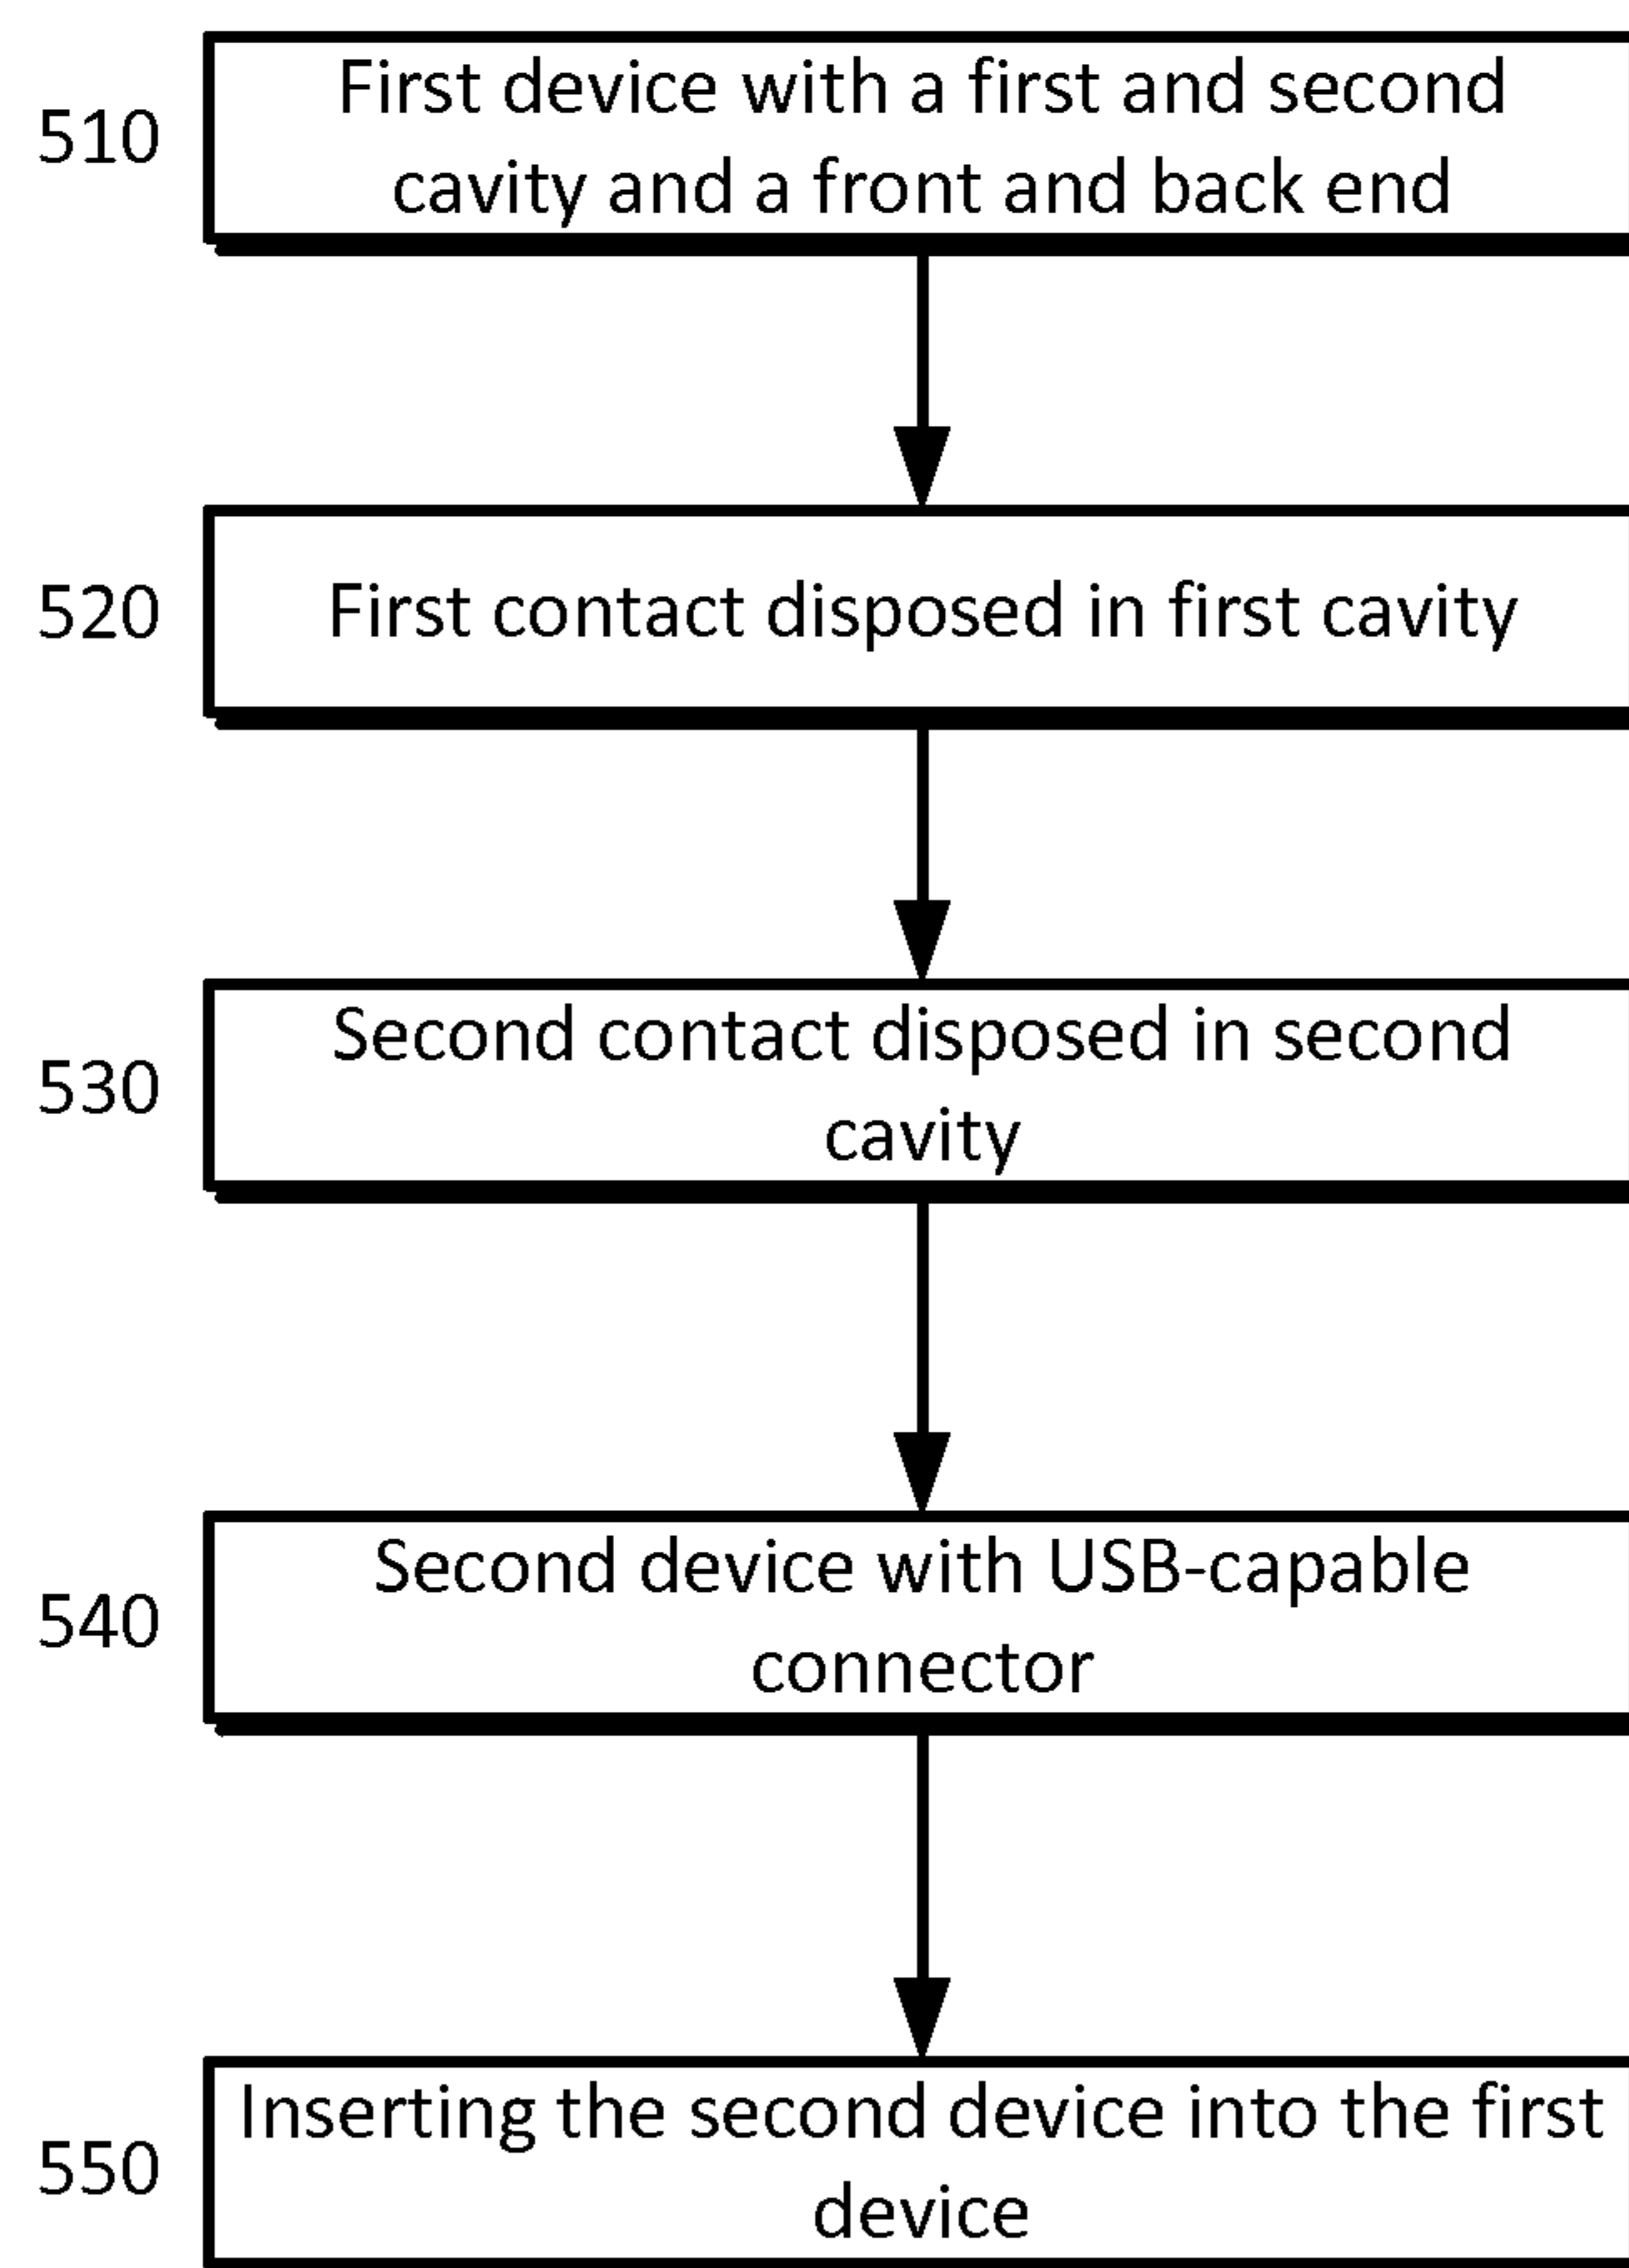 510
First device with a first and second
cavity and a front and back end
520
First contact disposed in first cavity
530
Second contact disposed in second
cavity
540
Second device with USB-capable
connector
550
Inserting the second device into the first
device